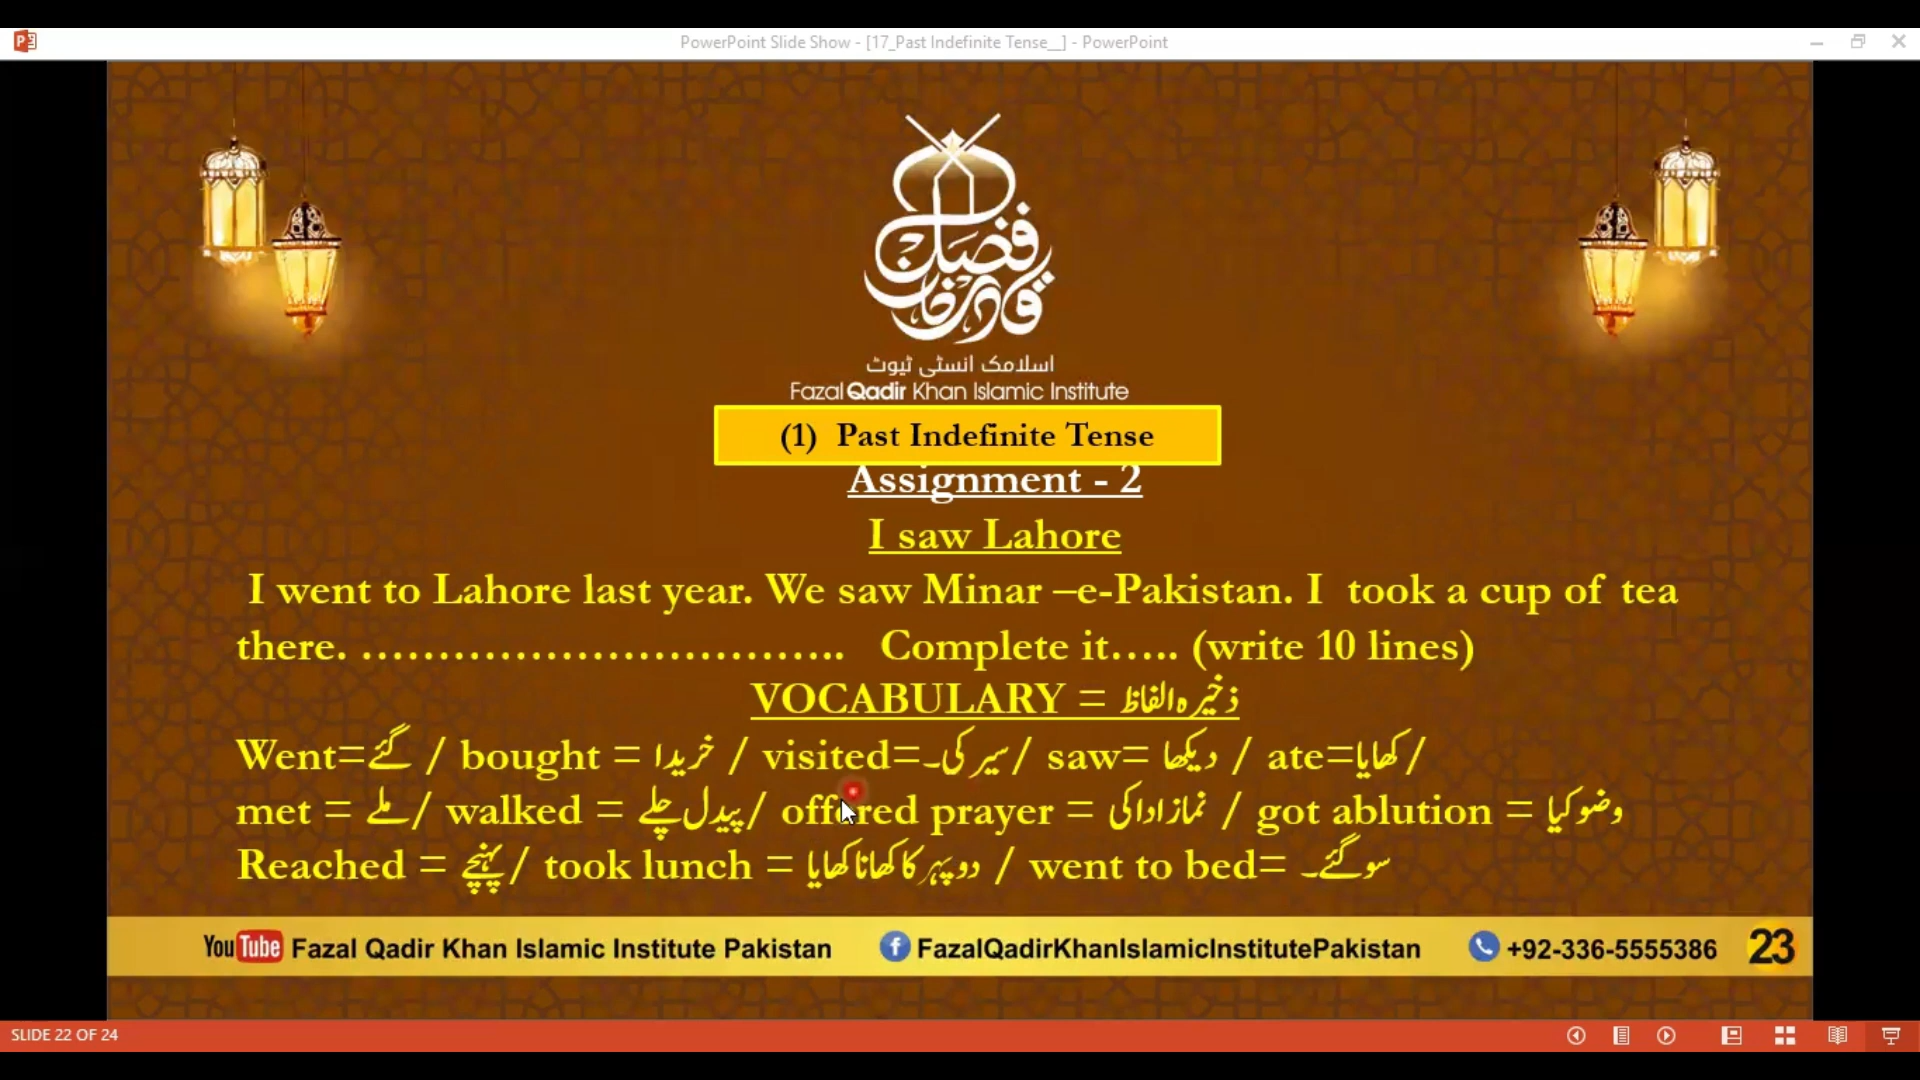 PowerPoint Slide Show - [17_Past Indefinite Tense__] - PowerPoint
فضل قادر خان
اسلامک انسٹی ٹیوٹ
Fazal Qadir Khan Islamic Institute
(1) Past Indefinite Tense
Assignment - 2
I saw Lahore
I went to Lahore last year. We saw Minar –e-Pakistan. I took a cup of tea
there. …………………………….. Complete it….. (write 10 lines)
VOCABULARY = ذخیرہ الفاظ
Went=گئے / bought = خریدا / visited=سیر کی۔/ saw= دیکھا / ate=کھایا/
met = ملے/ walked = پیدل چلے/ offered prayer = نماز ادا کی / got ablution = وضو کیا
Reached = پہنچے/ took lunch = دوپہر کا کھانا کھایا / went to bed= سو گئے۔
YouTube Fazal Qadir Khan Islamic Institute Pakistan FazalQadirKhanIslamicInstitutePakistan +92-336-5555386 23
SLIDE 22 OF 24